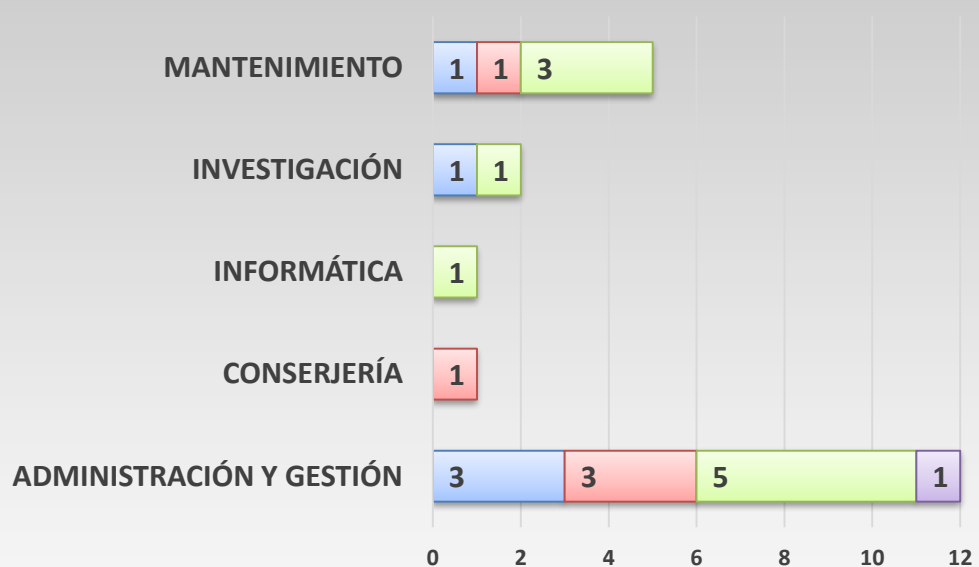 MANTENIMIENTO 1 1 3
INVESTIGACIÓN 1 1
INFORMÁTICA 1
CONSERJERÍA 1
ADMINISTRACIÓN Y GESTIÓN 3 3 5 1
0 2 4 6 8 10 12